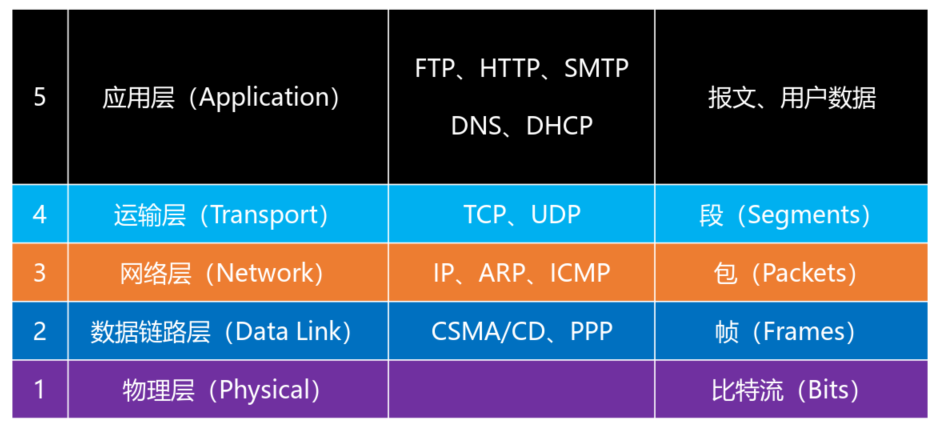 5 应用层（Application） FTP、HTTP、SMTP DNS、DHCP 报文、用户数据
4 运输层（Transport） TCP、UDP 段（Segments）
3 网络层（Network） IP、ARP、ICMP 包（Packets）
2 数据链路层（Data Link） CSMA/CD、PPP 帧（Frames）
1 物理层（Physical） 比特流（Bits）